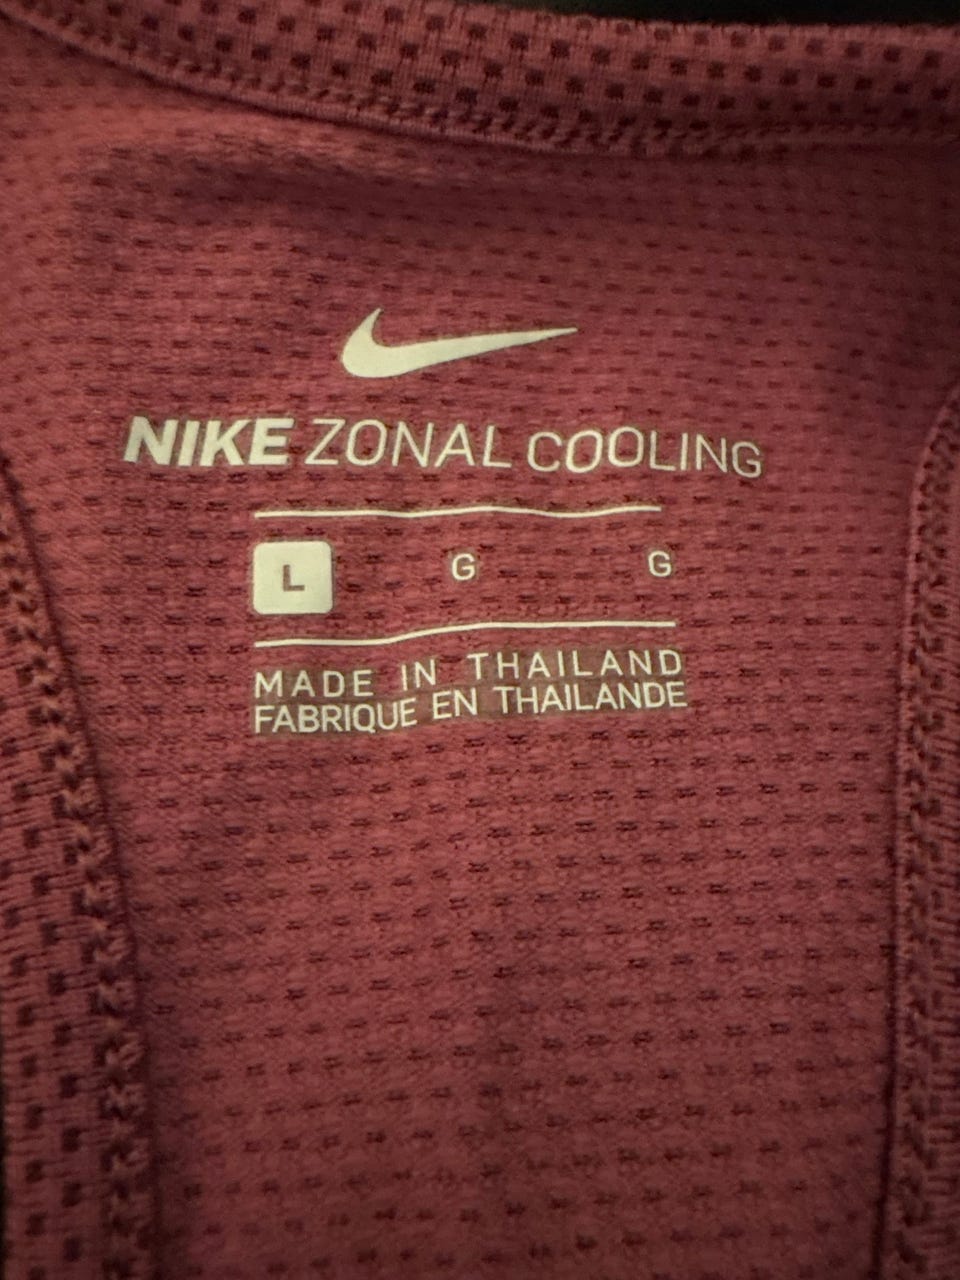 NIKE ZONAL COOLING
L G G
MADE IN THAILAND
FABRIQUE EN THAILANDE